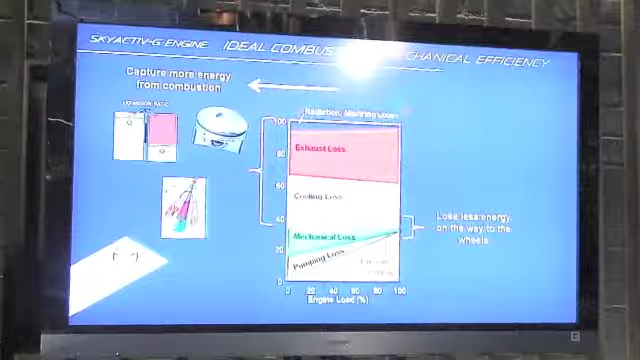 SKYACTIV-G ENGINE IDEAL COMBUS
CHANICAL EFFICIENCY
Capture more energy
from combustion
EXPANSION RATIO
Radiation, Misfiring Losses
100
Exhaust Loss
80
60
Cooling Loss
40
Mechanical Loss
20
Pumping Loss
0
0 20 40 60 80 100
Engine Load (%)
Lose less energy
on the way to the
wheels